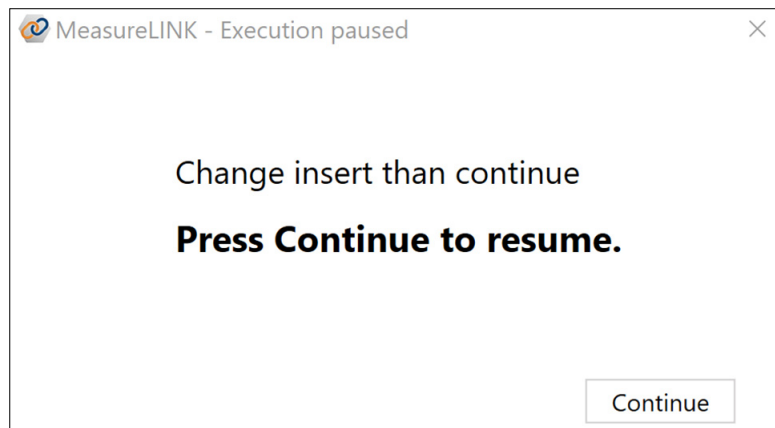 MeasureLINK - Execution paused
Change insert than continue
Press Continue to resume.
Continue